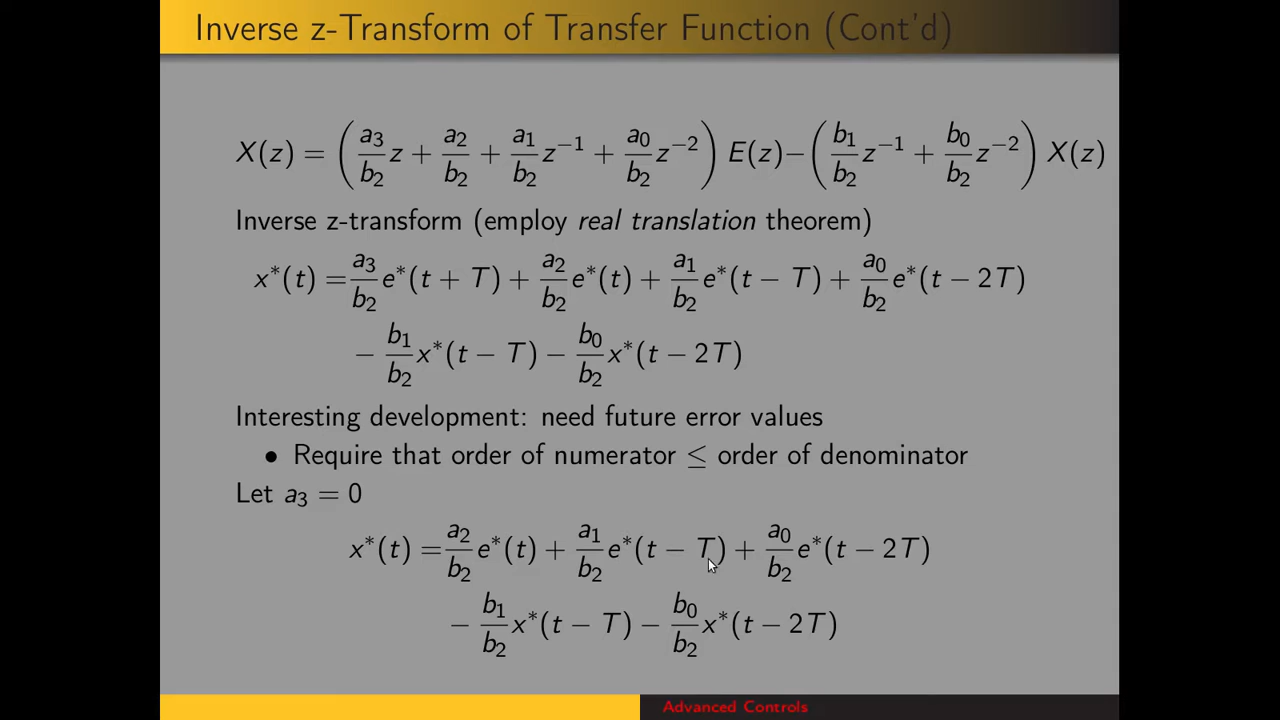 Inverse z-Transform of Transfer Function (Cont'd)
X(z) = (a₃/b₂ z + a₂/b₂ + a₁/b₂ z⁻¹ + a₀/b₂ z⁻²) E(z) − (b₁/b₂ z⁻¹ + b₀/b₂ z⁻²) X(z)
Inverse z-transform (employ real translation theorem)
x*(t) = a₃/b₂ e*(t + T) + a₂/b₂ e*(t) + a₁/b₂ e*(t − T) + a₀/b₂ e*(t − 2T)
− b₁/b₂ x*(t − T) − b₀/b₂ x*(t − 2T)
Interesting development: need future error values
• Require that order of numerator ≤ order of denominator
Let a₃ = 0
x*(t) = a₂/b₂ e*(t) + a₁/b₂ e*(t − T) + a₀/b₂ e*(t − 2T)
− b₁/b₂ x*(t − T) − b₀/b₂ x*(t − 2T)
Advanced Controls